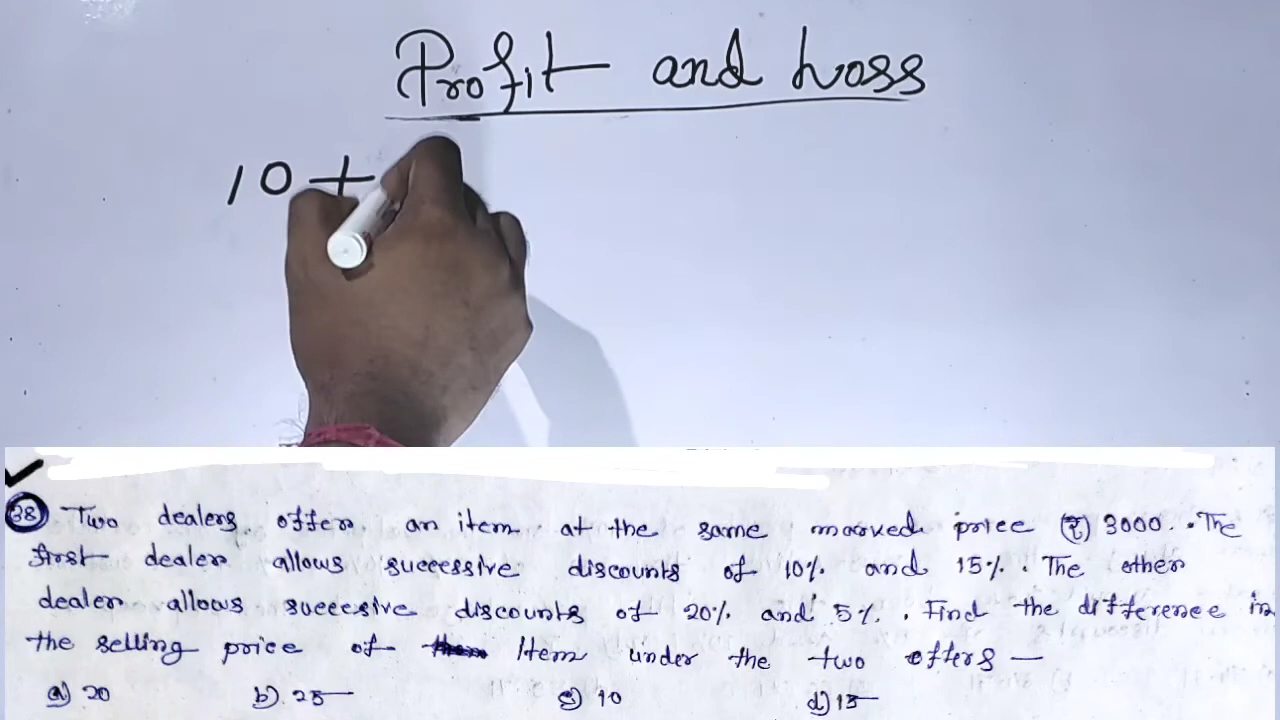 Profit and Loss
10 +
38 Two dealers offer an item at the same marked price (₹) 3000. The
first dealer allows successive discounts of 10% and 15%. The other
dealer allows succesive discounts of 20% and 5%. Find the difference in
the selling price of item under the two offers —
a) 20 b) 25 c) 10 d) 15